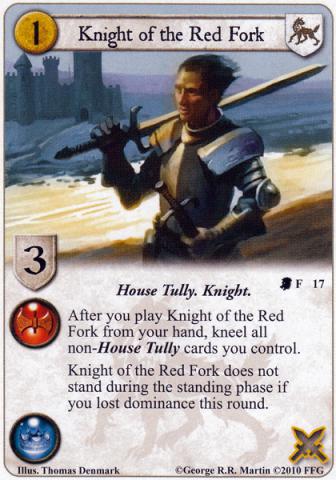 1
Knight of the Red Fork
3
House Tully. Knight.
F 17
After you play Knight of the Red
Fork from your hand, kneel all
non-House Tully cards you control.
Knight of the Red Fork does not
stand during the standing phase if
you lost dominance this round.
Illus. Thomas Denmark
©George R.R. Martin ©2010 FFG